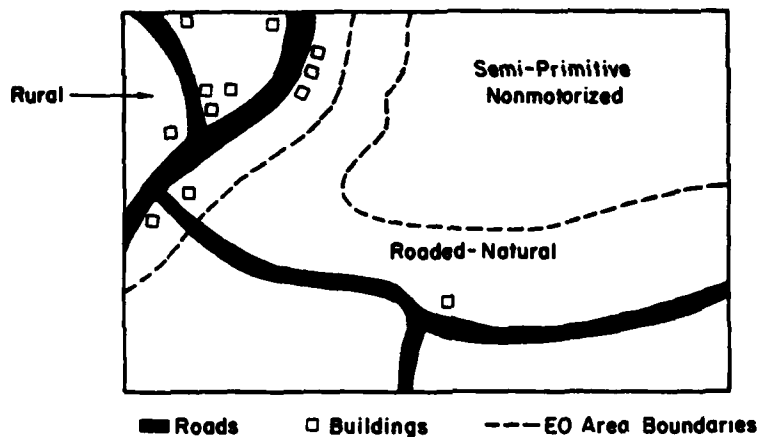 Semi-Primitive
Nonmotorized
Rural
Roaded-Natural
Roads
Buildings
EO Area Boundaries